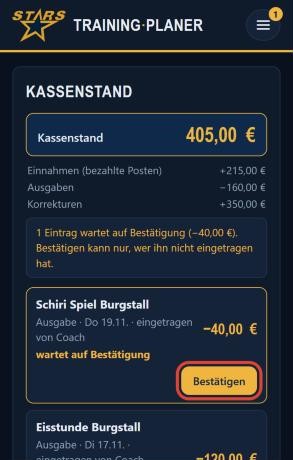 STARS
TRAINING·PLANER
1
KASSENSTAND
Kassenstand 405,00 €
Einnahmen (bezahlte Posten) +215,00 €
Ausgaben −160,00 €
Korrekturen +350,00 €
1 Eintrag wartet auf Bestätigung (−40,00 €).
Bestätigen kann nur, wer ihn nicht eingetragen
hat.
Schiri Spiel Burgstall
Ausgabe · Do 19.11. · eingetragen
von Coach
−40,00 €
wartet auf Bestätigung
Bestätigen
Eisstunde Burgstall
Ausgabe · Di 17.11. ·
eingetragen von Coach
−120,00 €